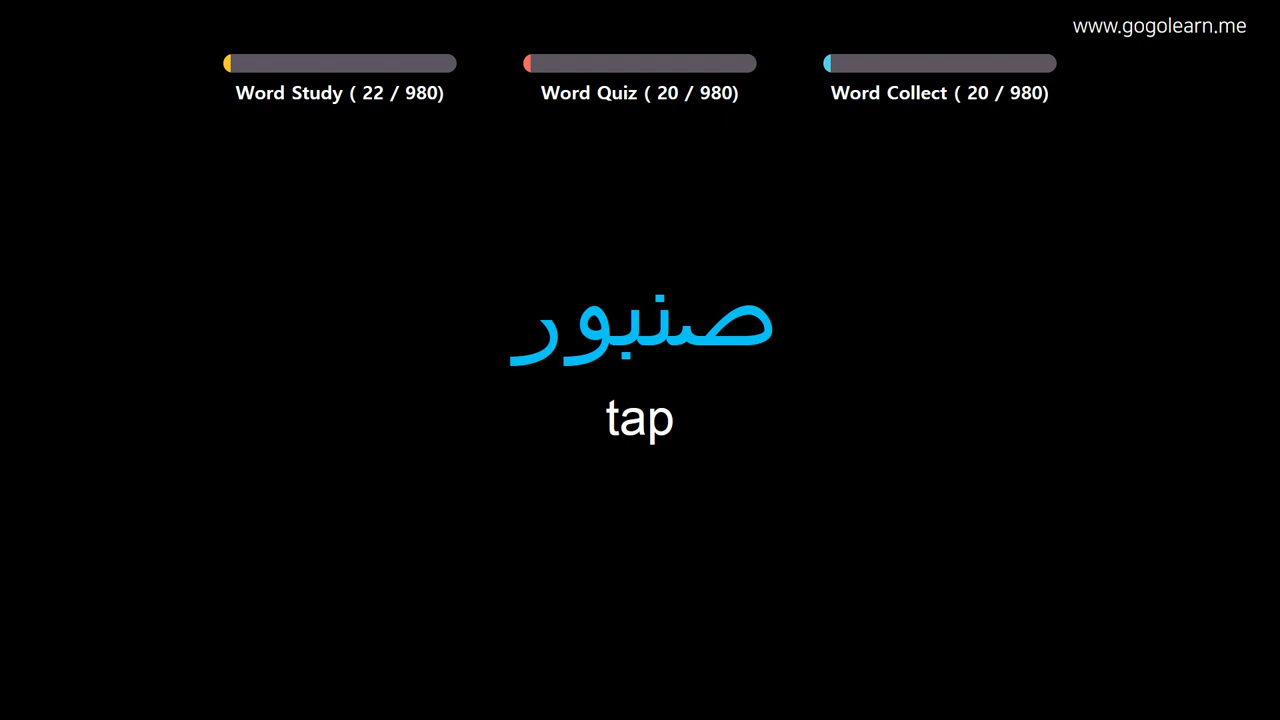 www.gogolearn.me
Word Study ( 22 / 980)
Word Quiz ( 20 / 980)
Word Collect ( 20 / 980)
صنبور
tap